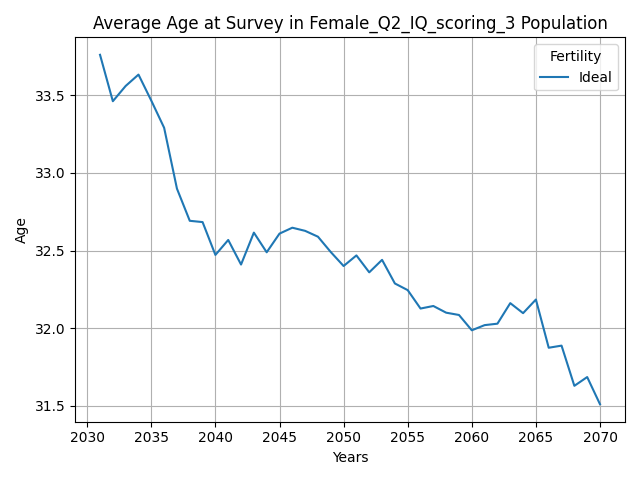 Average Age at Survey in Female_Q2_IQ_scoring_3 Population
Fertility
Ideal
33.5
33.0
32.5
32.0
31.5
Age
2030 2035 2040 2045 2050 2055 2060 2065 2070
Years